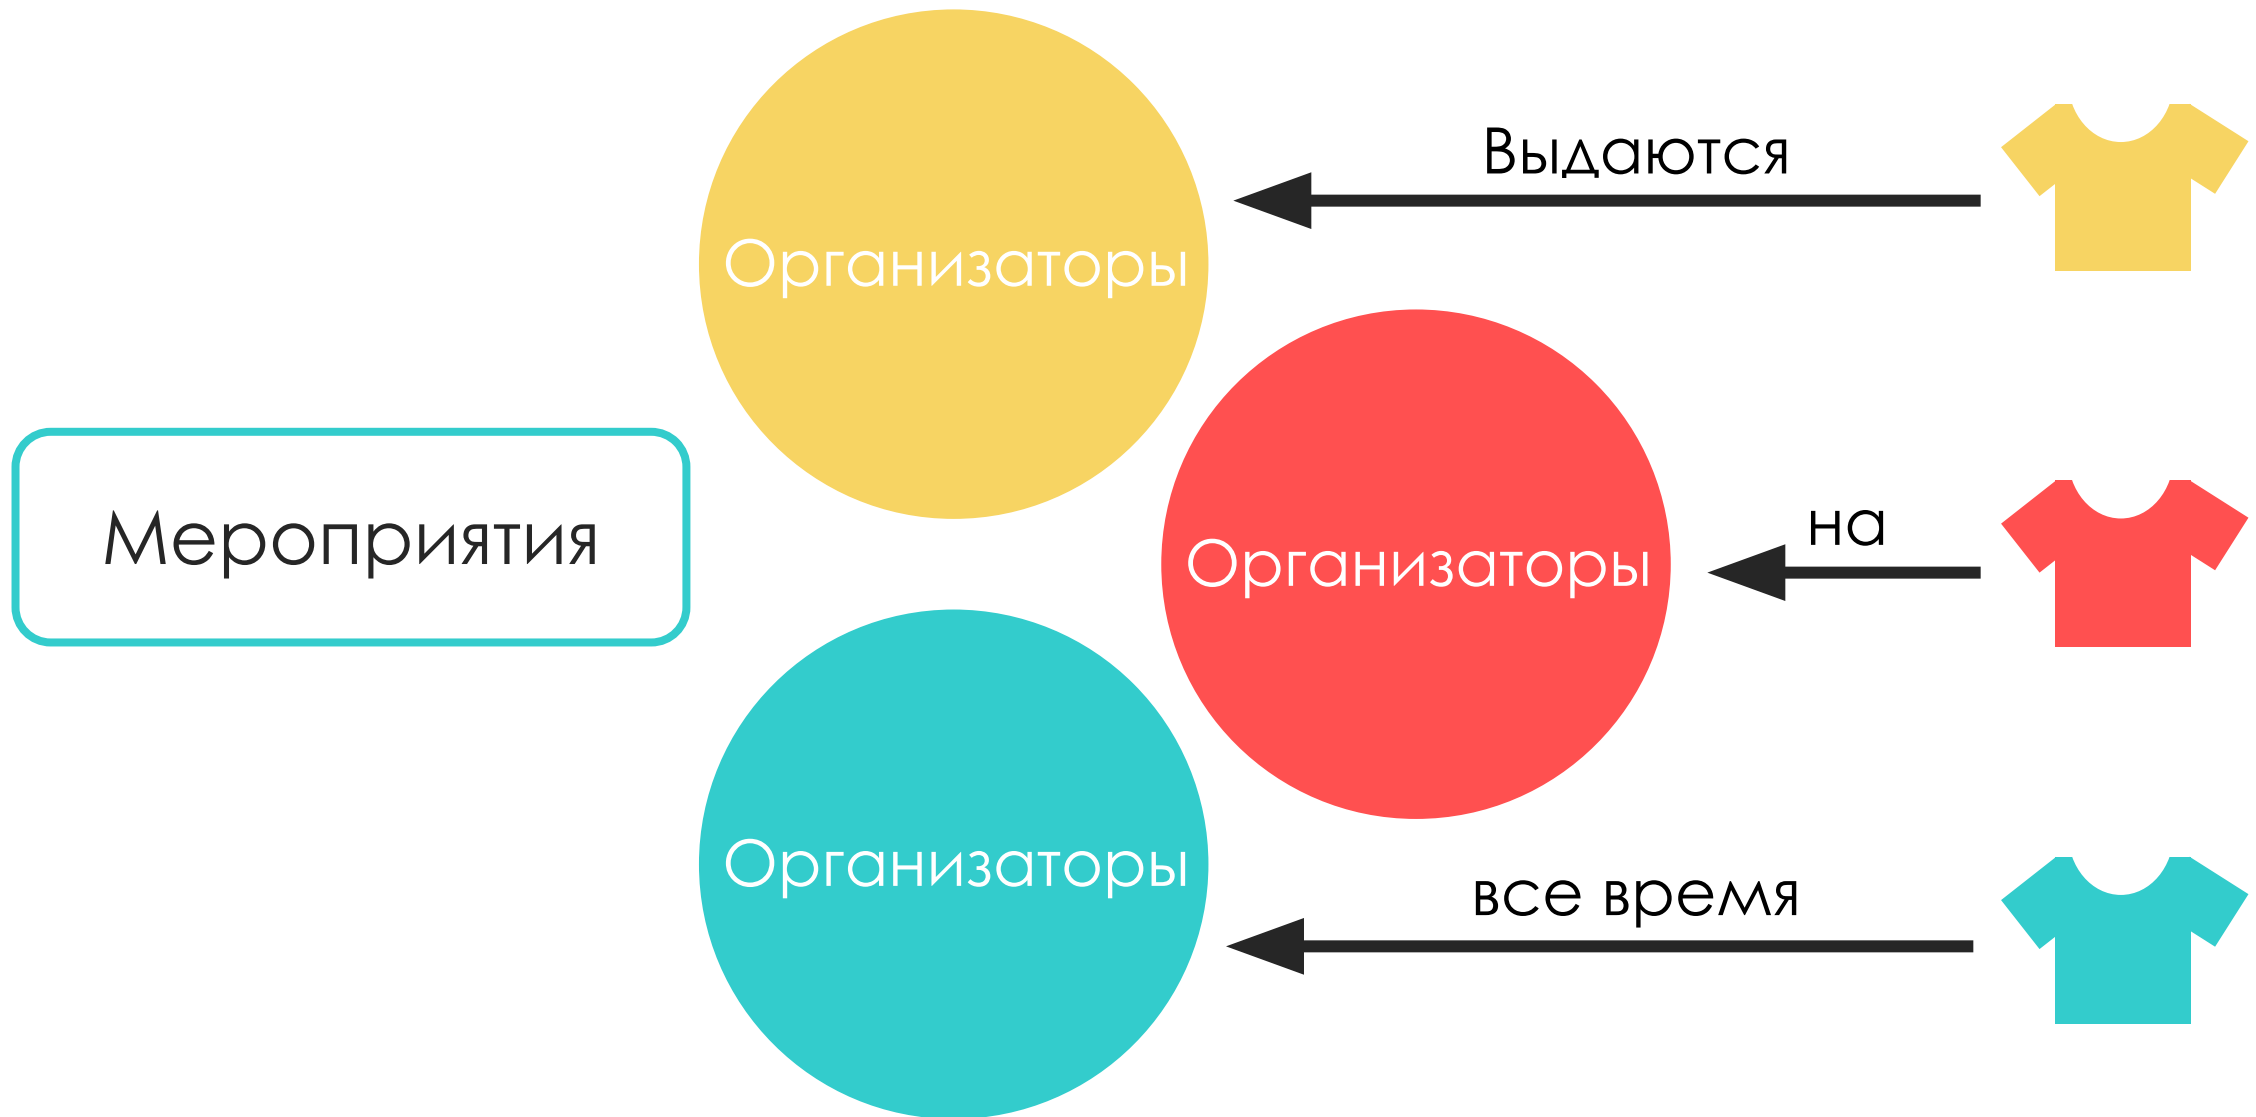 Выдаются
Организаторы
на
Мероприятия
Организаторы
все время
Организаторы